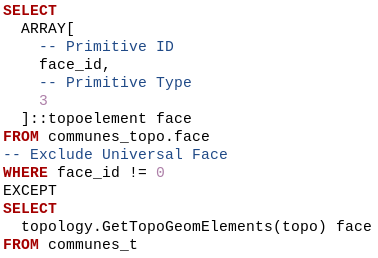 SELECT
  ARRAY[
    -- Primitive ID
    face_id,
    -- Primitive Type
    3
  ]::topoelement face
FROM communes_topo.face
-- Exclude Universal Face
WHERE face_id != 0
EXCEPT
SELECT
  topology.GetTopoGeomElements(topo) face
FROM communes_t